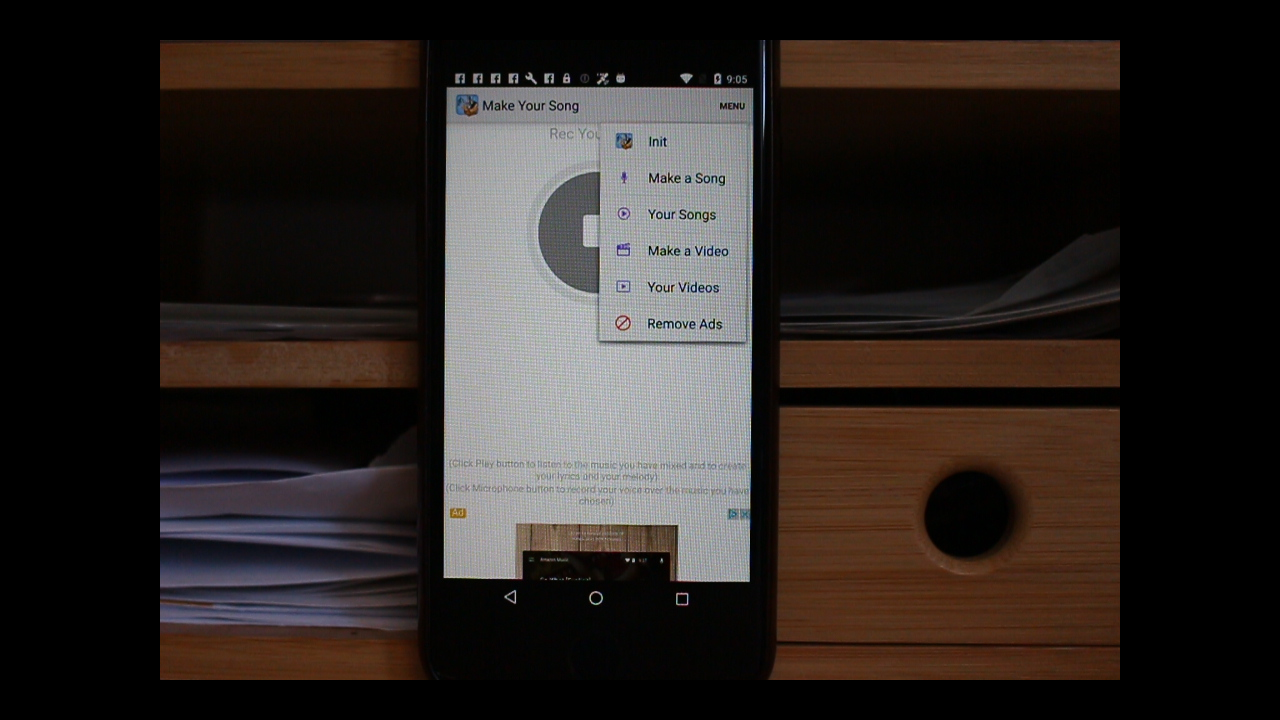 9:05
Make Your Song
MENU
Rec You
Init
Make a Song
Your Songs
Make a Video
Your Videos
Remove Ads
(Click Play button to listen to the music you have mixed and to create
your lyrics and your melody)
(Click Microphone button to record your voice over the music you have
chosen)
Ad
Amazon Music